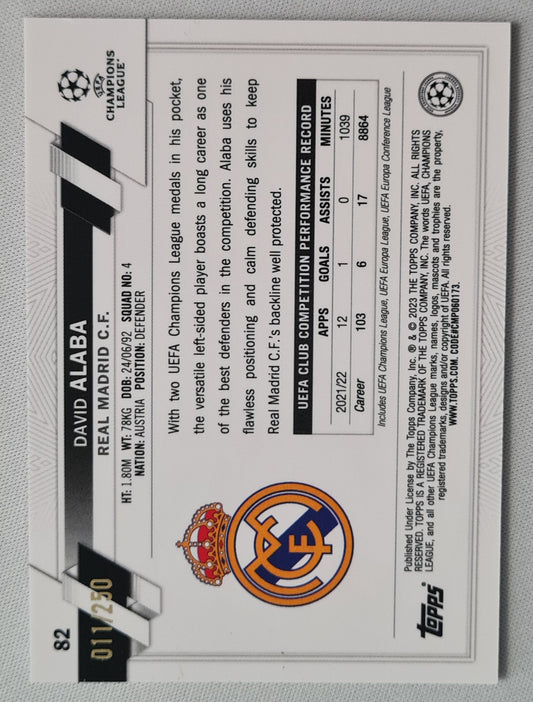 82
011/250
DAVID ALABA
REAL MADRID C.F.
HT: 1.80M WT: 78KG DOB: 24/06/92 SQUAD NO: 4
NATION: AUSTRIA POSITION: DEFENDER
UEFA
CHAMPIONS
LEAGUE
With two UEFA Champions League medals in his pocket,
the versatile left-sided player boasts a long career as one
of the best defenders in the competition. Alaba uses his
flawless positioning and calm defending skills to keep
Real Madrid C.F.'s backline well protected.
UEFA CLUB COMPETITION PERFORMANCE RECORD
APPS GOALS ASSISTS MINUTES
2021/22 12 1 0 1039
Career 103 6 17 8864
Includes UEFA Champions League, UEFA Europa League, UEFA Europa Conference League
topps®
Published Under License by The Topps Company, Inc. ® & © 2023 THE TOPPS COMPANY, INC. ALL RIGHTS
RESERVED. TOPPS IS A REGISTERED TRADEMARK OF THE TOPPS COMPANY, INC. The words UEFA, CHAMPIONS
LEAGUE, and all other UEFA Champions League marks, names, logos, mascots and trophies are the property,
registered trademarks, designs and/or copyright of UEFA. All rights reserved.
WWW.TOPPS.COM. CODE#CMP060173.